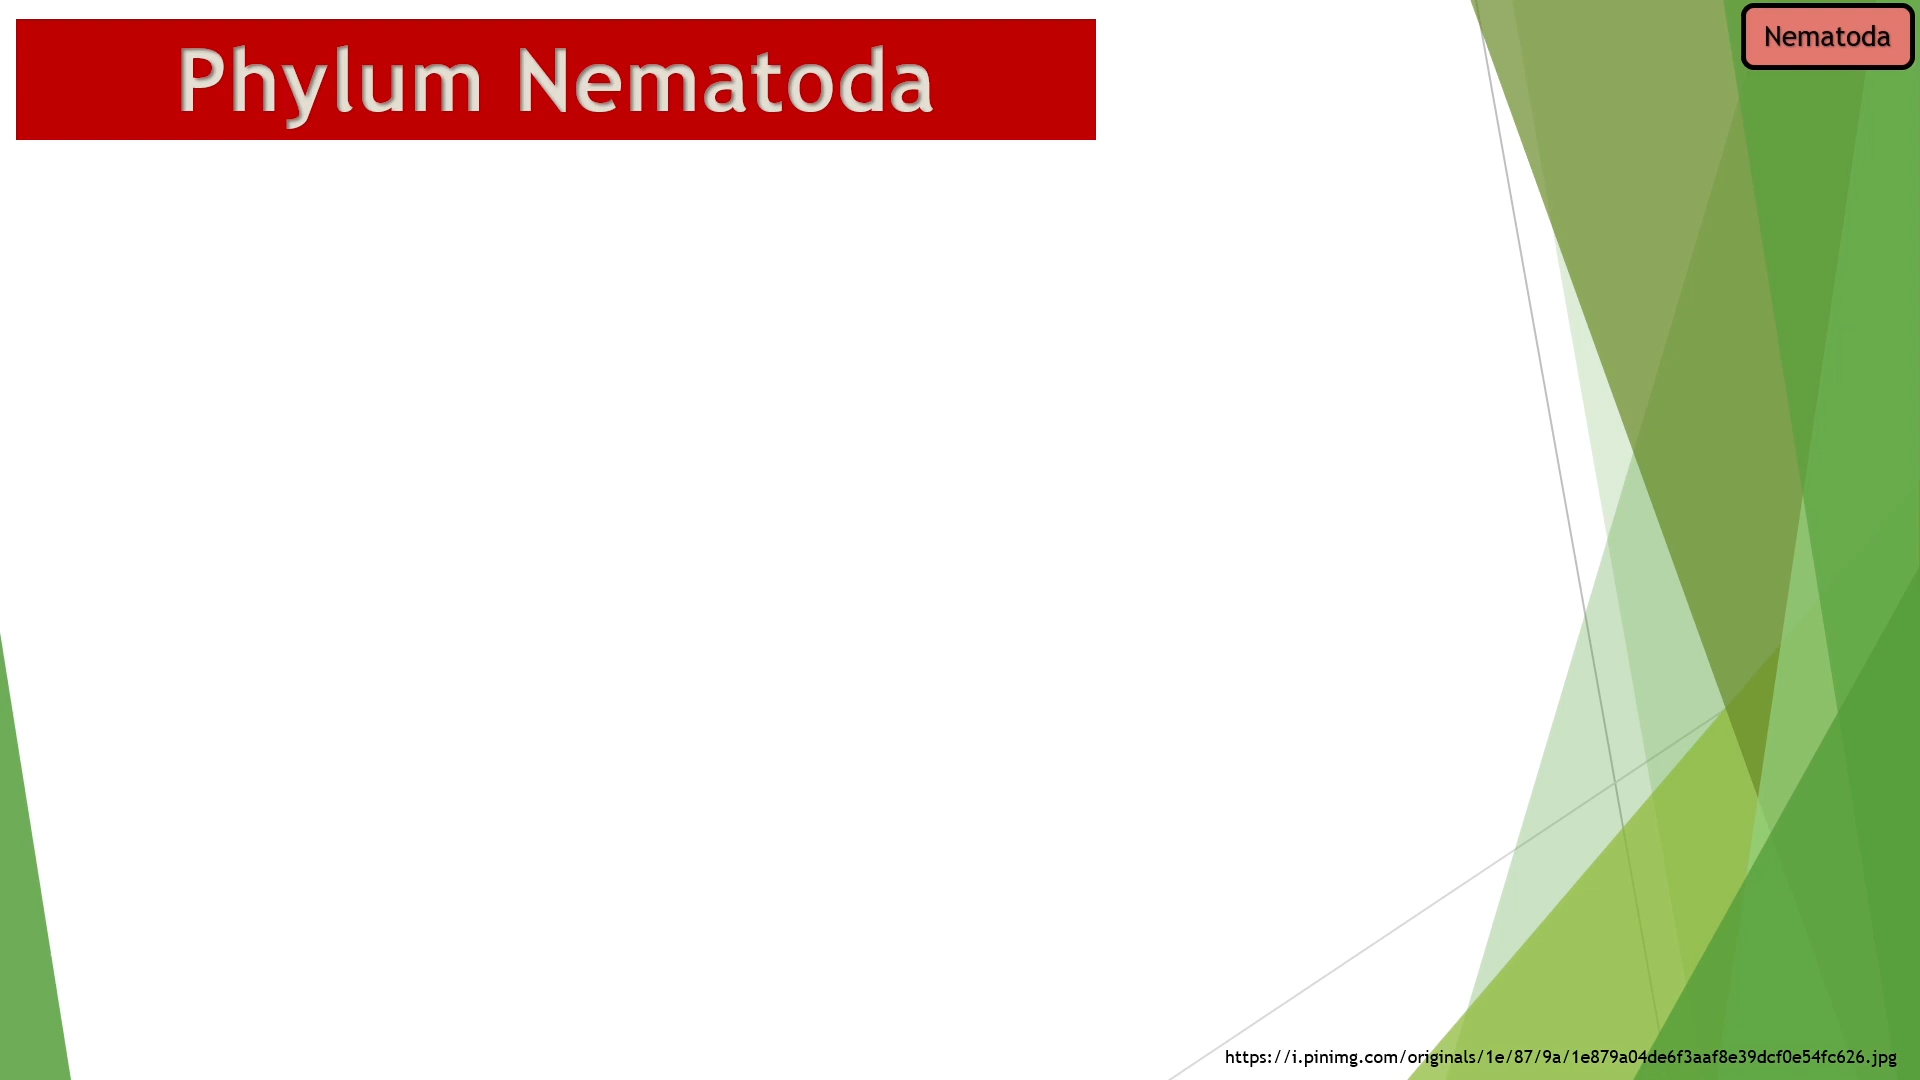 Phylum Nematoda
Nematoda
https://i.pinimg.com/originals/1e/87/9a/1e879a04de6f3aaf8e39dcf0e54fc626.jpg